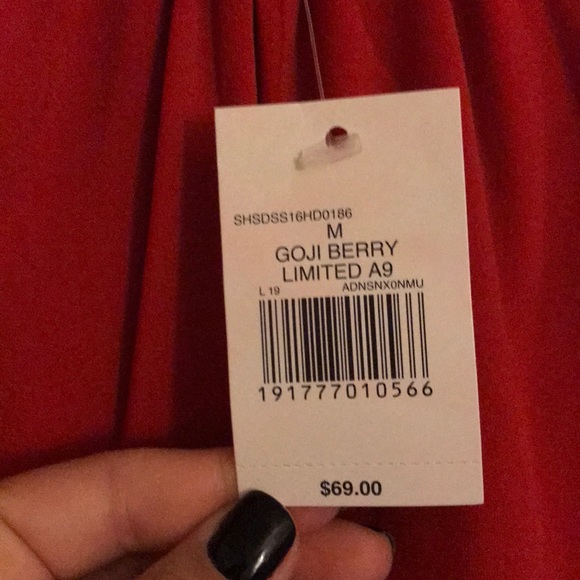 SHSDSS16HD0186
M
GOJI BERRY
LIMITED A9
L 19 ADNSNX0NMU
191777010566
$69.00